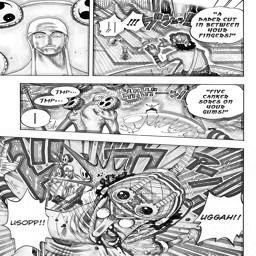 "A
PAPER CUT
IN BETWEEN
YOUR
FINGERS!"
!!!
"FIVE
CANKER
SORES ON
YOUR
GUMS!"
THP...
THP...
USOPP!!
UGGAH!!